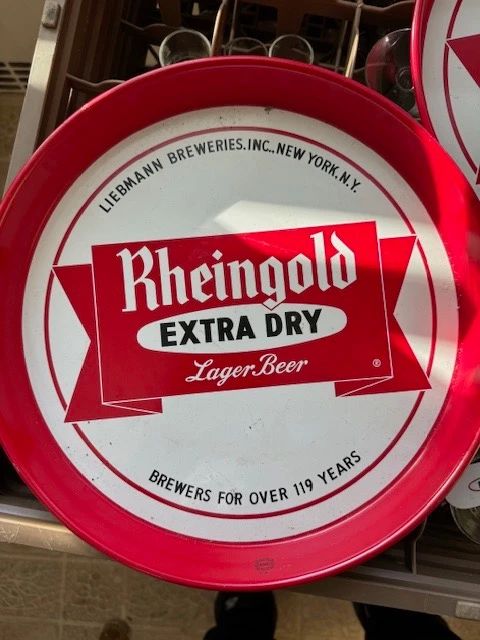 LIEBMANN BREWERIES.INC., NEW YORK,N.Y.
Rheingold
EXTRA DRY
Lager Beer
®
BREWERS FOR OVER 119 YEARS